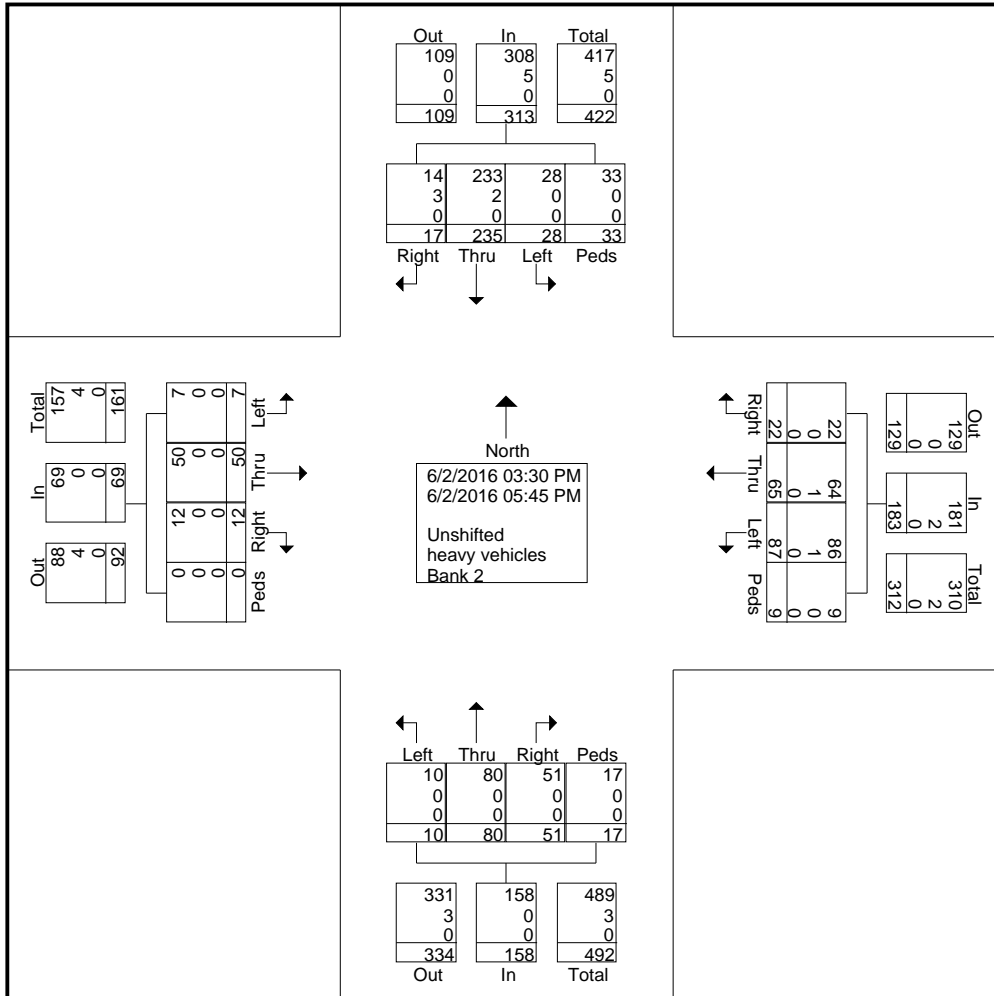 Out In Total
109 308 417
0 5 5
0 0 0
109 313 422
14 233 28 33
3 2 0 0
0 0 0 0
17 235 28 33
Right Thru Left Peds
Total
157
4
0
161
In
69
0
0
69
Out
88
4
0
92
Left
7
0
0
7
Thru
50
0
0
50
Right
12
0
0
12
Peds
0
0
0
0
North
6/2/2016 03:30 PM
6/2/2016 05:45 PM
Unshifted
heavy vehicles
Bank 2
Right
22
0
0
22
Thru
64
1
0
65
Left
86
1
0
87
Peds
9
0
0
9
Out
129
0
0
129
In
181
2
0
183
Total
310
2
0
312
Left Thru Right Peds
10 80 51 17
0 0 0 0
0 0 0 0
10 80 51 17
331 158 489
3 0 3
0 0 0
334 158 492
Out In Total